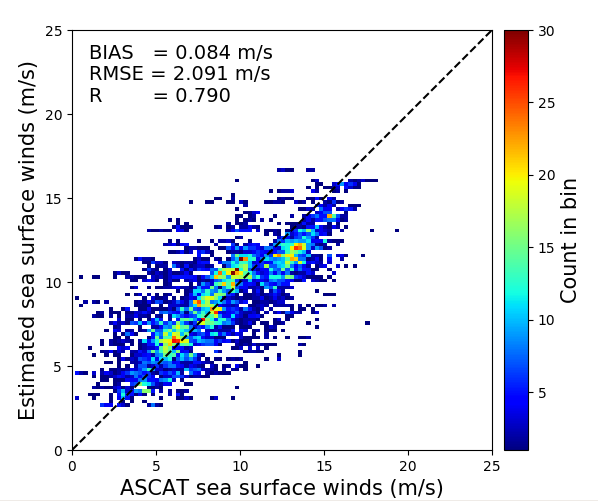 BIAS = 0.084 m/s
RMSE = 2.091 m/s
R = 0.790
Estimated sea surface winds (m/s)
25
20
15
10
5
0
0 5 10 15 20 25
ASCAT sea surface winds (m/s)
30
25
20
15
10
5
Count in bin